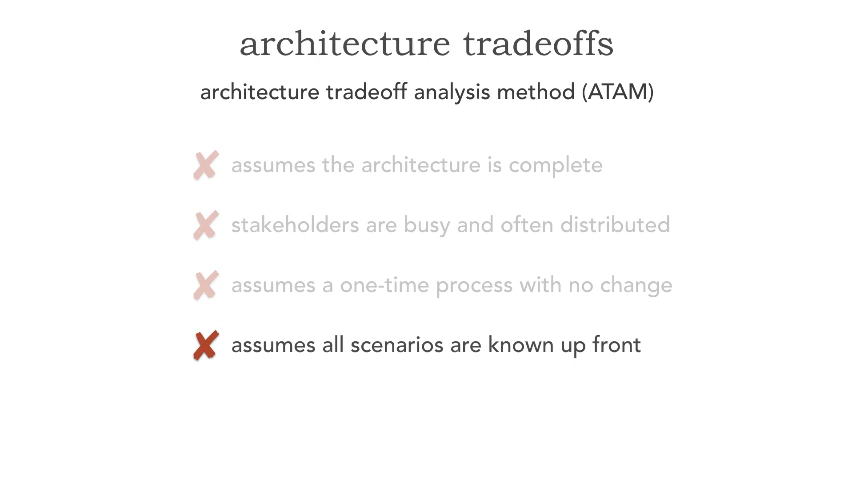 architecture tradeoffs
architecture tradeoff analysis method (ATAM)
assumes the architecture is complete
stakeholders are busy and often distributed
assumes a one-time process with no change
assumes all scenarios are known up front